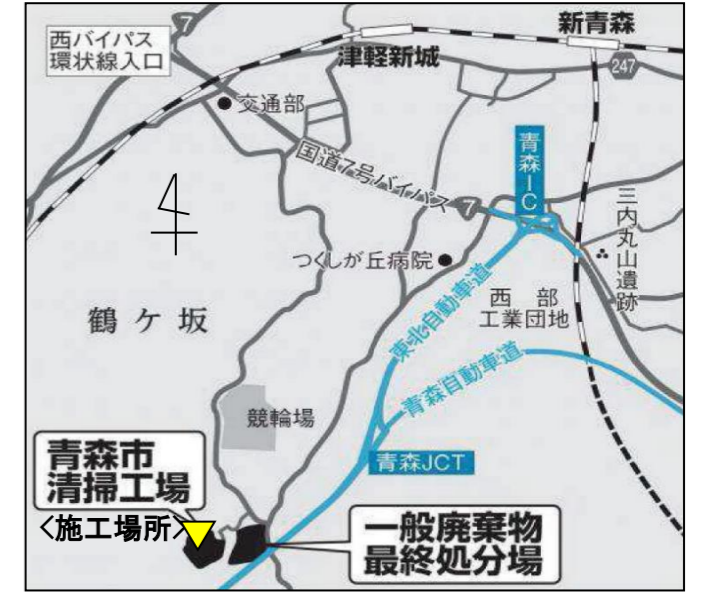 新青森
西バイパス
環状線入口
7
津軽新城
247
交通部
国道7号バイパス
7
青森IC
三内丸山遺跡
つくしが丘病院
西部
工業団地
東北自動車道
鶴ケ坂
青森自動車道
競輪場
青森市
清掃工場
<施工場所>
青森JCT
一般廃棄物
最終処分場